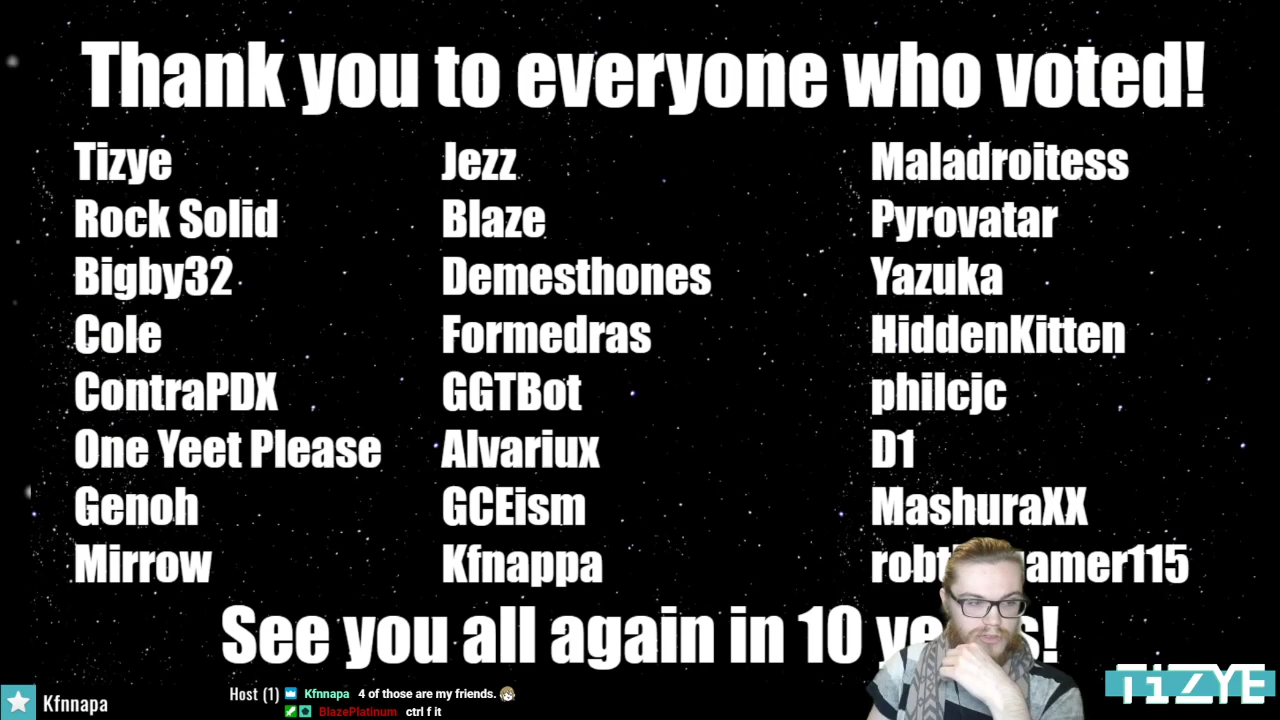 Thank you to everyone who voted!
Tizye
Rock Solid
Bigby32
Cole
ContraPDX
One Yeet Please
Genoh
Mirrow
Jezz
Blaze
Demesthones
Formedras
GGTBot
Alvariux
GCEism
Kfnappa
Maladroitess
Pyrovatar
Yazuka
HiddenKitten
philcjc
D1
MashuraXX
See you all again in 10
Kfnnapa
Host (1) Kfnnapa 4 of those are my friends.
BlazePlatinum ctrl f it
TiZYE